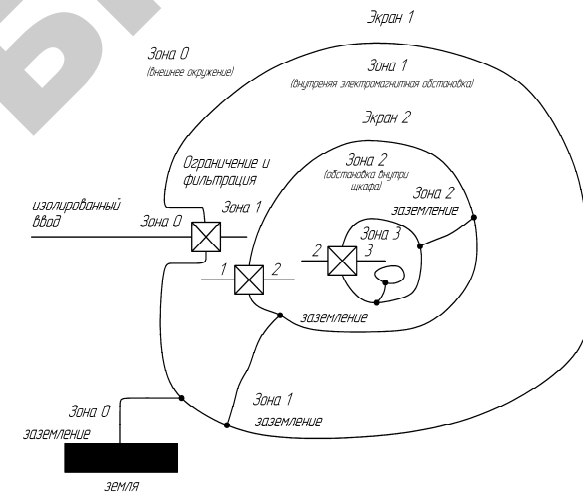 Экран 1
Зона 0
(внешнее окружение)
Зини 1
(внутреняя электромагнитная обстановка)
Экран 2
Ограничение и
фильтрация
Зона 2
(обстановка внутри
шкафа)
изолированный
ввод
Зона 0
Зона 1
Зона 2
заземление
Зона 3
2
3
1
2
заземление
Зона 1
заземление
Зона 0
заземление
земля